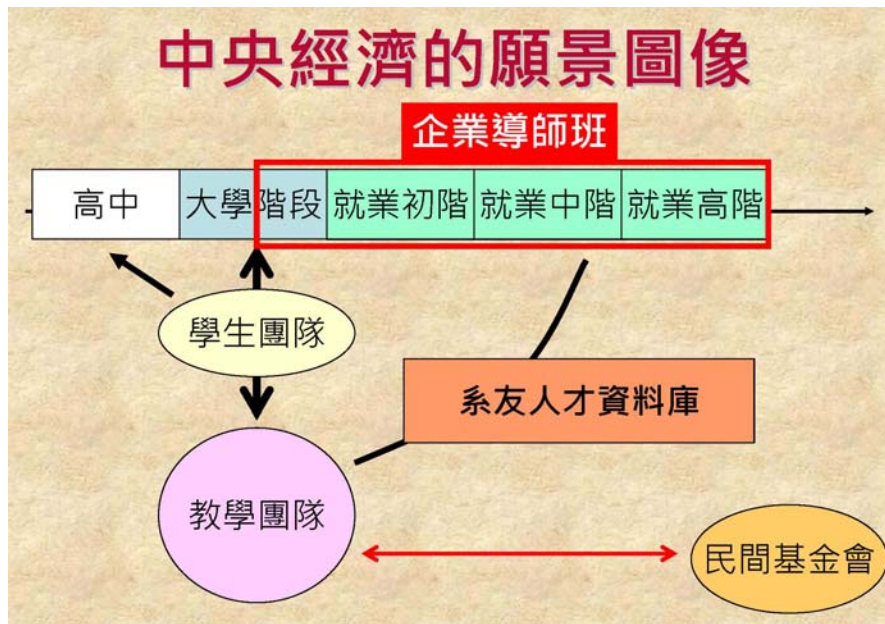 中央經濟的願景圖像
企業導師班
高中
大學階段
就業初階
就業中階
就業高階
學生團隊
系友人才資料庫
教學團隊
民間基金會